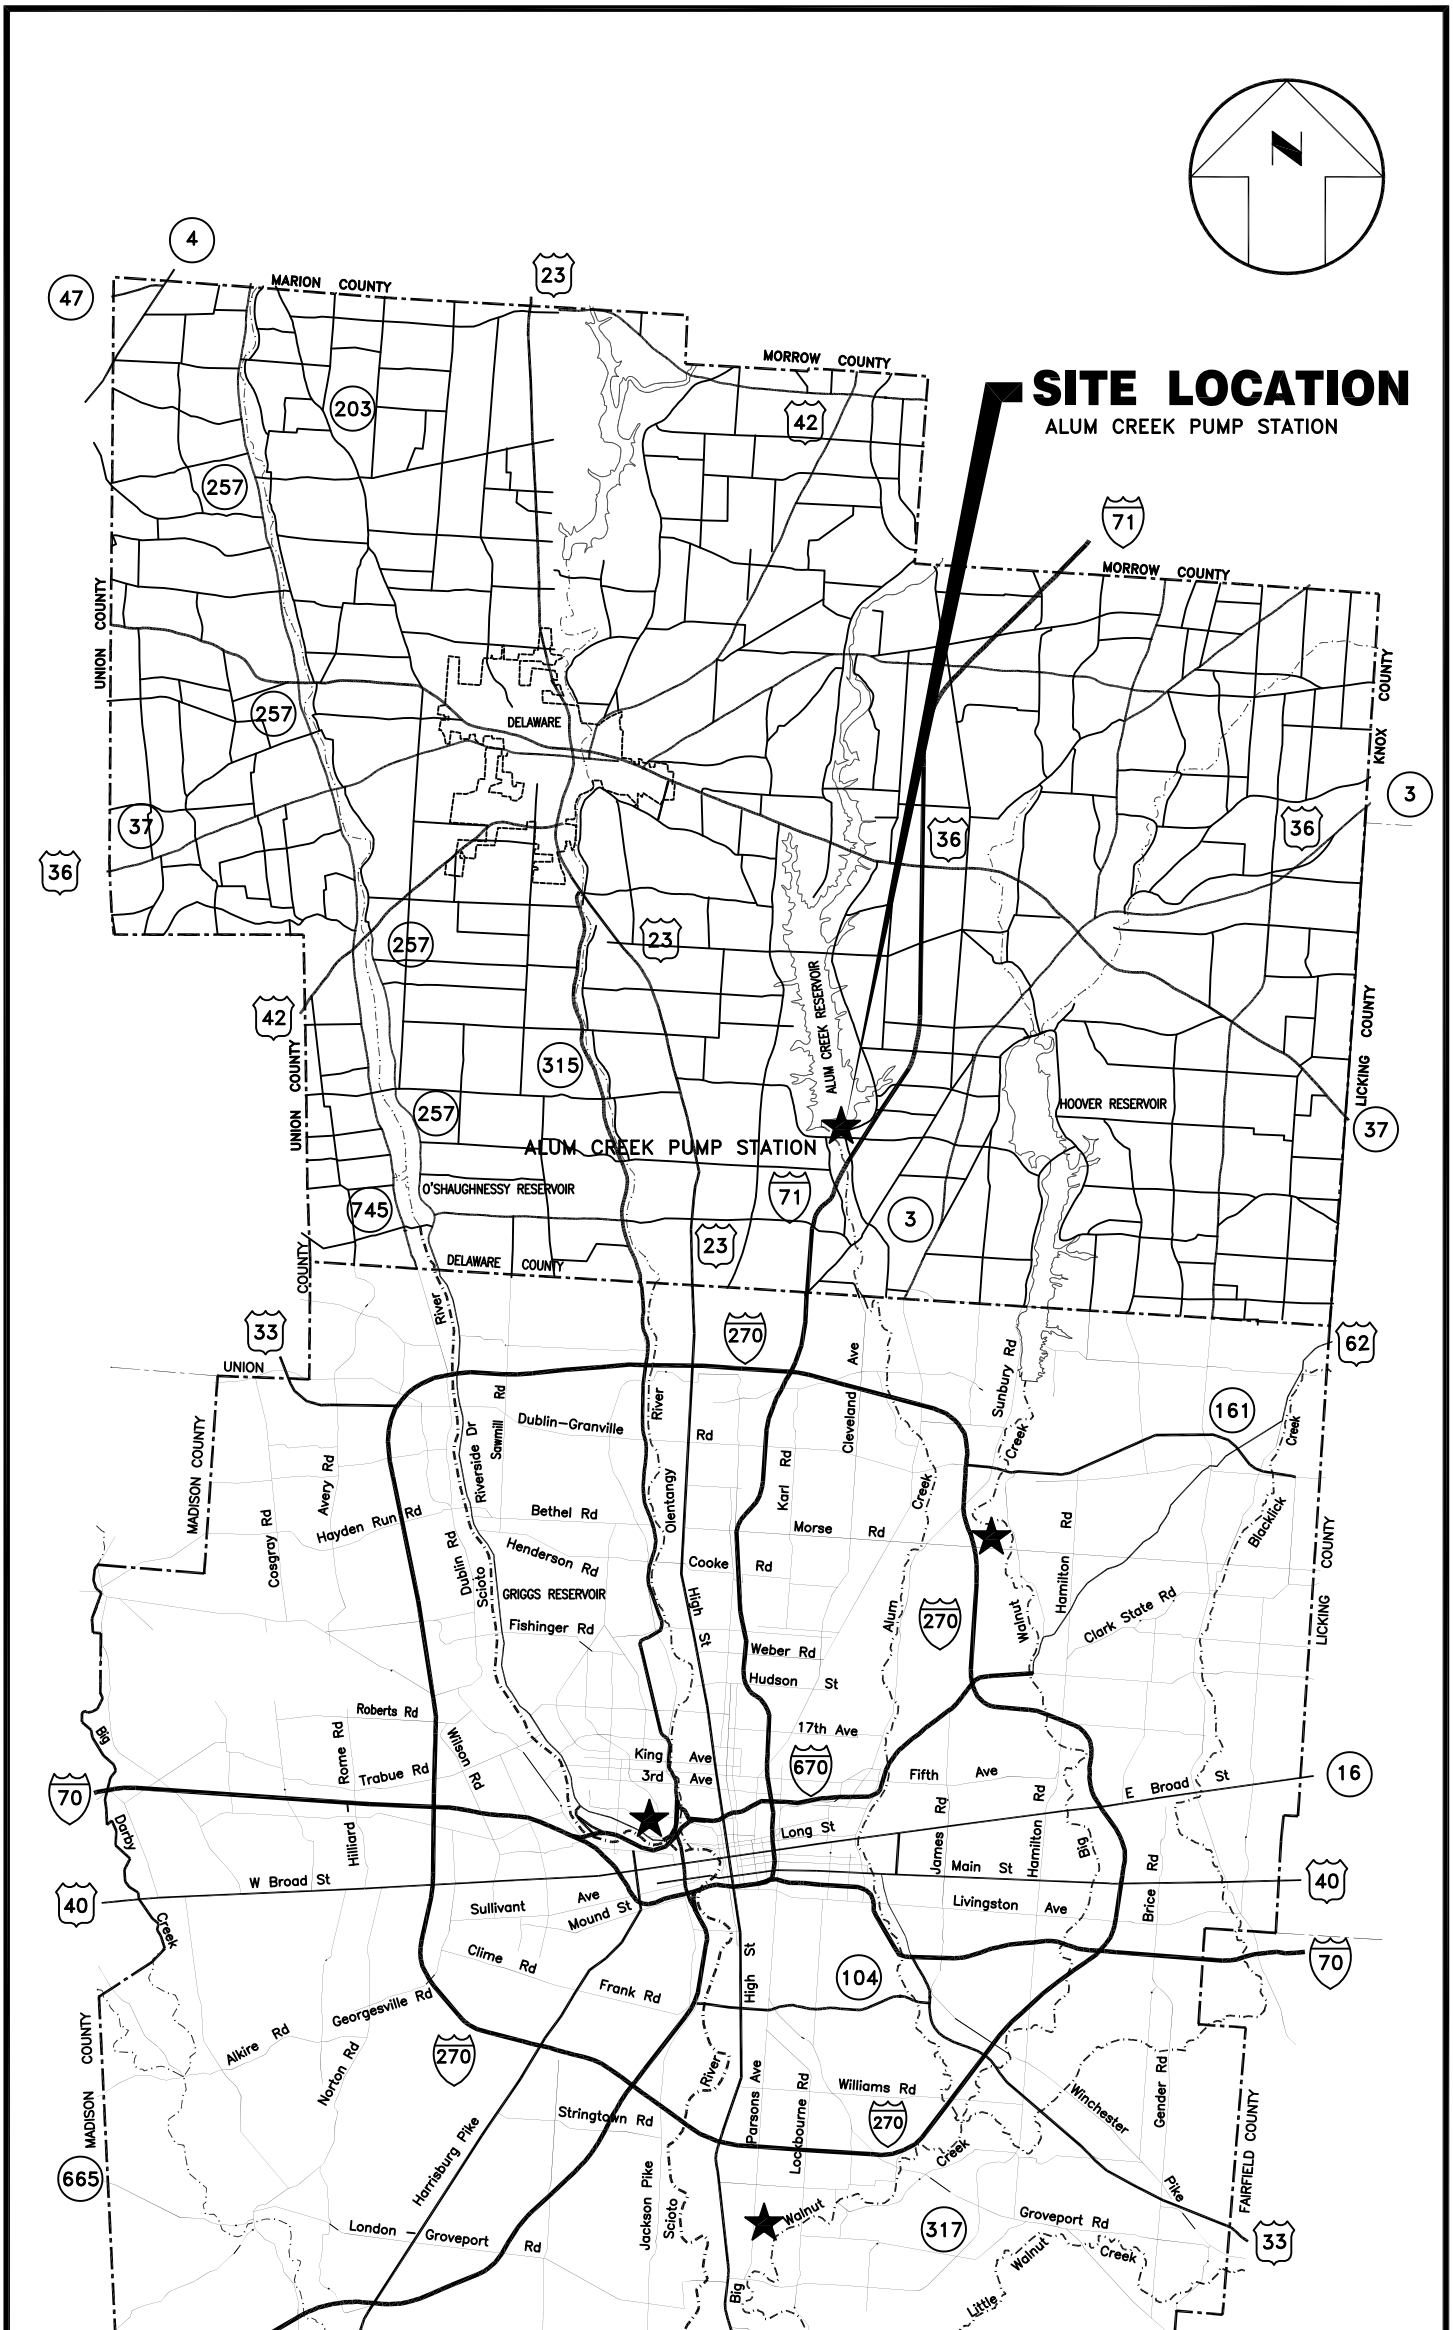 N
4
47
23
MARION COUNTY
MORROW COUNTY
SITE LOCATION
ALUM CREEK PUMP STATION
203
42
257
71
MORROW COUNTY
UNION COUNTY
KNOX COUNTY
257
DELAWARE
3
37
36
36
36
257
23
42
ALUM CREEK RESERVOIR
LICKING COUNTY
UNION COUNTY
315
257
HOOVER RESERVOIR
37
ALUM CREEK PUMP STATION
O'SHAUGHNESSY RESERVOIR
71
745
3
23
DELAWARE COUNTY
COUNTY
River
33
270
62
UNION
Cleveland Ave
Sunbury Rd
161
Dublin-Granville Rd
River
Sawmill Rd
Riverside Dr
MADISON COUNTY
Avery Rd
Karl Rd
Creek
Creek
Creek
Olentangy
Cosgray Rd
Hayden Run Rd
Bethel Rd
Morse Rd
Blacklick
Dublin Rd
Henderson Rd
Cooke Rd
Hamilton Rd
LICKING COUNTY
Scioto
GRIGGS RESERVOIR
High St
Alum
270
Walnut
Clark State Rd
Fishinger Rd
Weber Rd
Hudson St
Roberts Rd
17th Ave
Big
Rome Rd
Wilson Rd
King Ave
3rd Ave
670
Trabue Rd
Fifth Ave
E Broad St
16
70
Darby
Hilliard
Long St
James Rd
Hamilton Rd
Big
W Broad St
Main St
40
40
Sullivant Ave
Livingston Ave
Brice Rd
Mound St
Creek
Clime Rd
High St
104
70
Frank Rd
Georgesville Rd
Alkire Rd
MADISON COUNTY
270
Norton Rd
River
Parsons Ave
Lockbourne Rd
Williams Rd
270
Winchester Pike
Gender Rd
Stringtown Rd
Creek
FAIRFIELD COUNTY
665
Harrisburg Pike
Jackson Pike
Scioto
Walnut
317
Groveport Rd
London - Groveport Rd
33
Walnut Creek
Big
Little